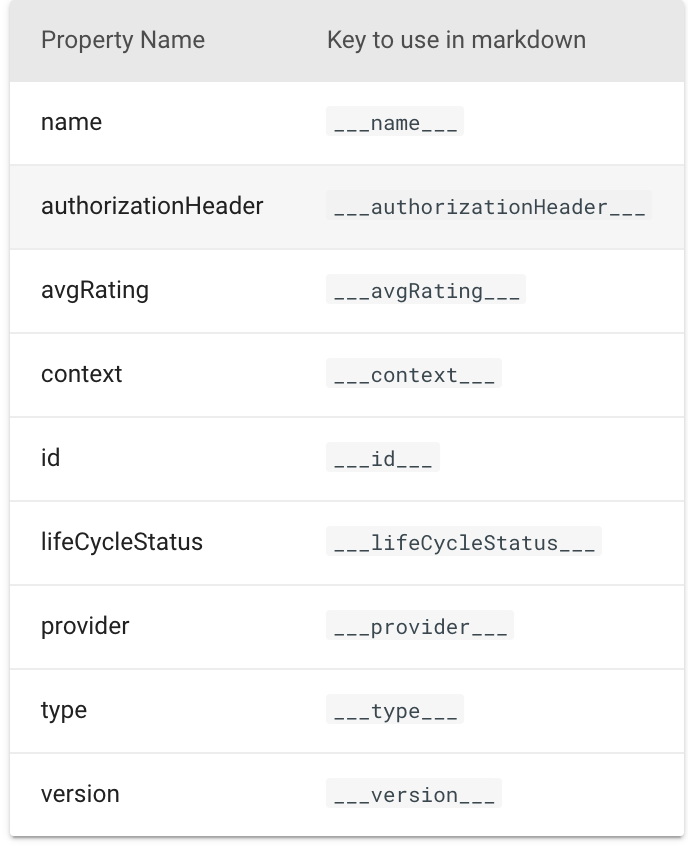 Property Name Key to use in markdown
name ___name___
authorizationHeader ___authorizationHeader___
avgRating ___avgRating___
context ___context___
id ___id___
lifeCycleStatus ___lifeCycleStatus___
provider ___provider___
type ___type___
version ___version___